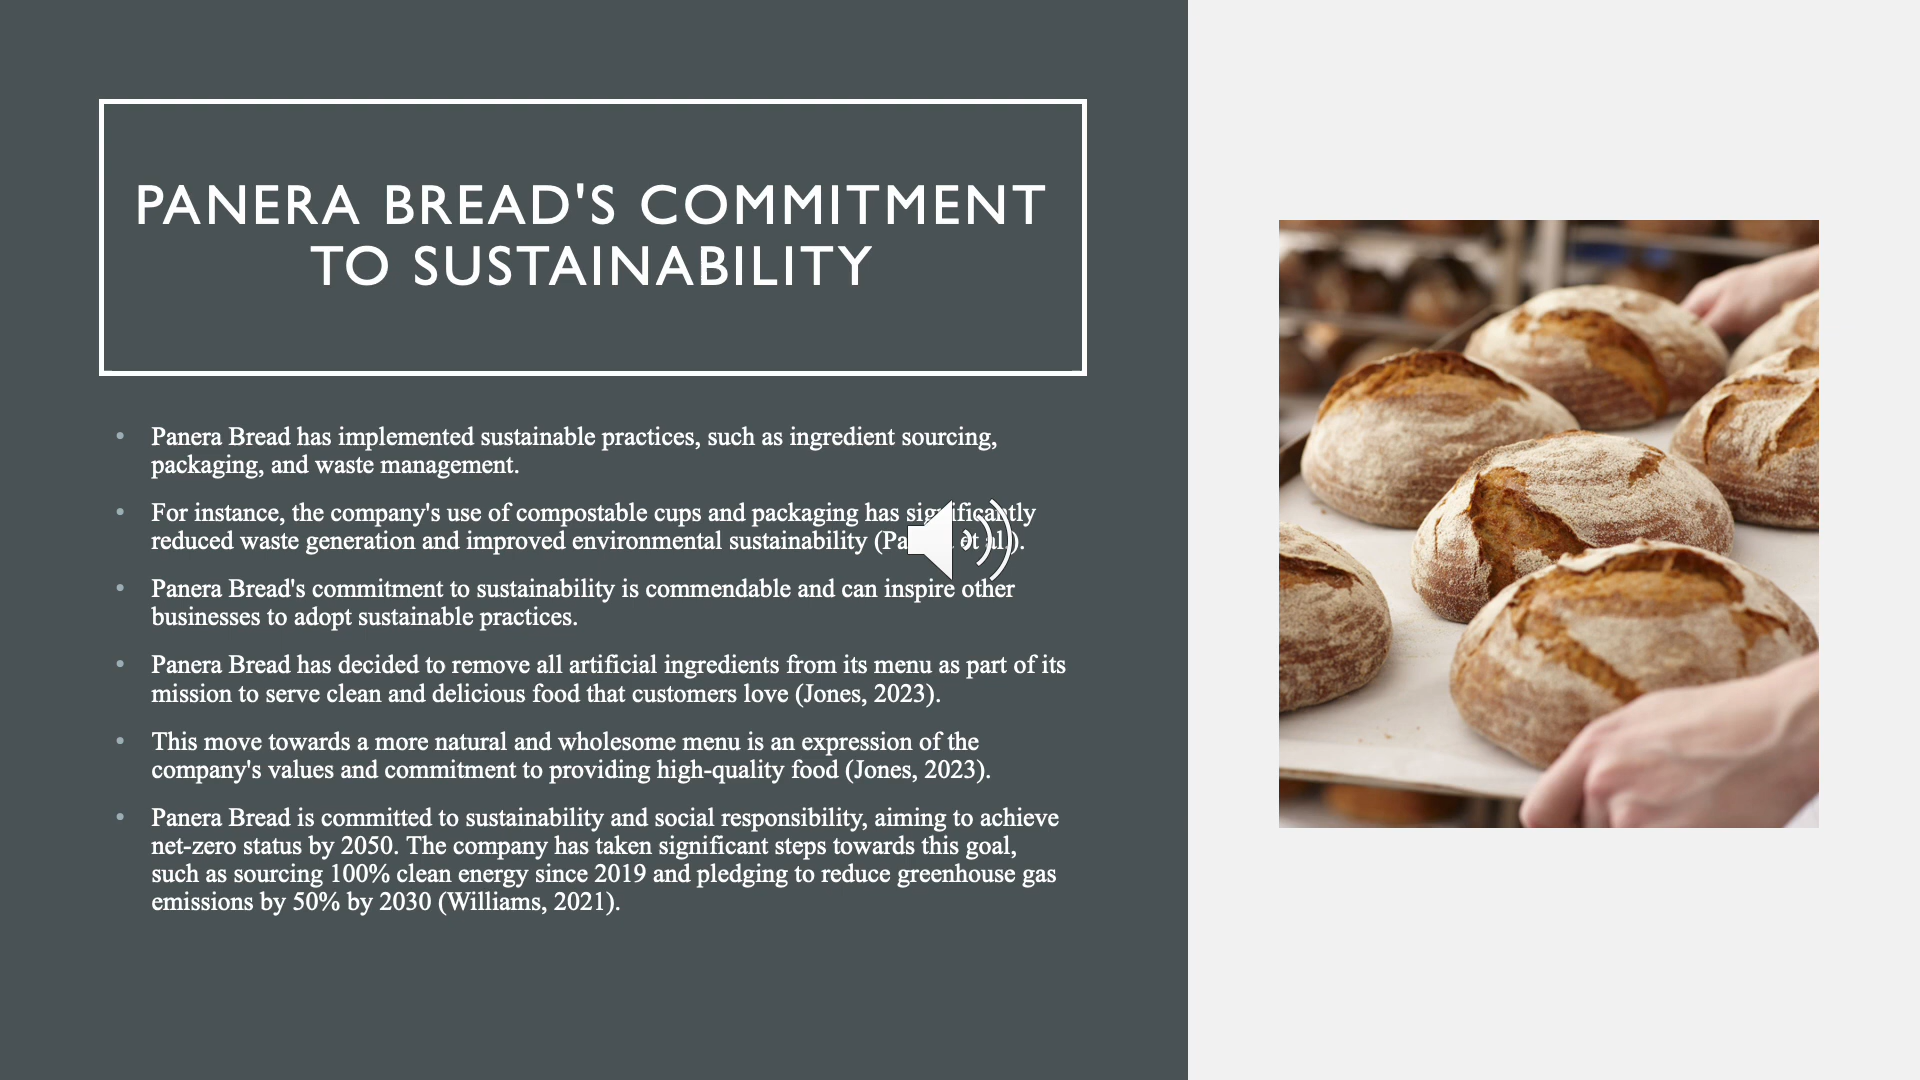 PANERA BREAD'S COMMITMENT
TO SUSTAINABILITY
• Panera Bread has implemented sustainable practices, such as ingredient sourcing,
packaging, and waste management.
• For instance, the company's use of compostable cups and packaging has significantly
reduced waste generation and improved environmental sustainability ( et al.).
• Panera Bread's commitment to sustainability is commendable and can inspire other
businesses to adopt sustainable practices.
• Panera Bread has decided to remove all artificial ingredients from its menu as part of its
mission to serve clean and delicious food that customers love (Jones, 2023).
• This move towards a more natural and wholesome menu is an expression of the
company's values and commitment to providing high-quality food (Jones, 2023).
• Panera Bread is committed to sustainability and social responsibility, aiming to achieve
net-zero status by 2050. The company has taken significant steps towards this goal,
such as sourcing 100% clean energy since 2019 and pledging to reduce greenhouse gas
emissions by 50% by 2030 (Williams, 2021).